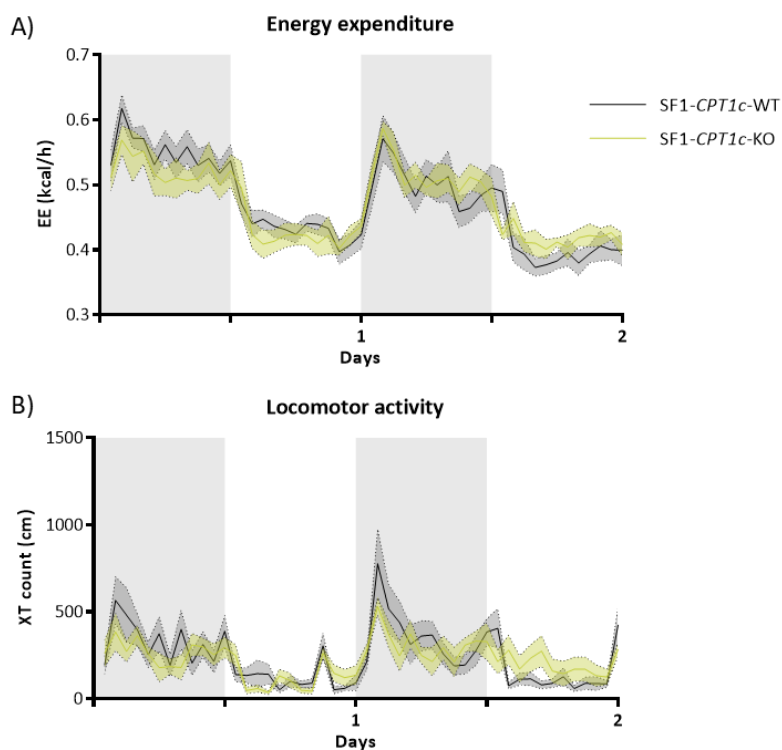 A)
Energy expenditure
0.7
0.6
0.5
0.4
0.3
EE (kcal/h)
1
2
Days
SF1-CPT1c-WT
SF1-CPT1c-KO
B)
Locomotor activity
1500
1000
500
0
XT count (cm)
1
2
Days